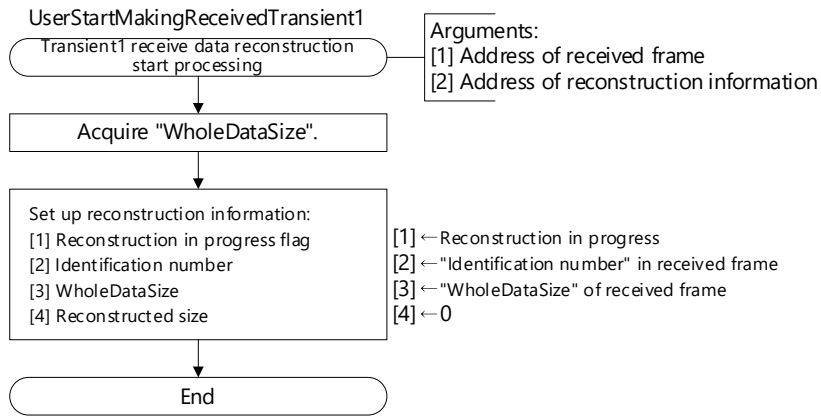 UserStartMakingReceivedTransient1
Transient1 receive data reconstruction
start processing
Arguments:
[1] Address of received frame
[2] Address of reconstruction information
Acquire "WholeDataSize".
Set up reconstruction information:
[1] Reconstruction in progress flag
[2] Identification number
[3] WholeDataSize
[4] Reconstructed size
[1] ←Reconstruction in progress
[2] ←"Identification number" in received frame
[3] ←"WholeDataSize" of received frame
[4] ←0
End